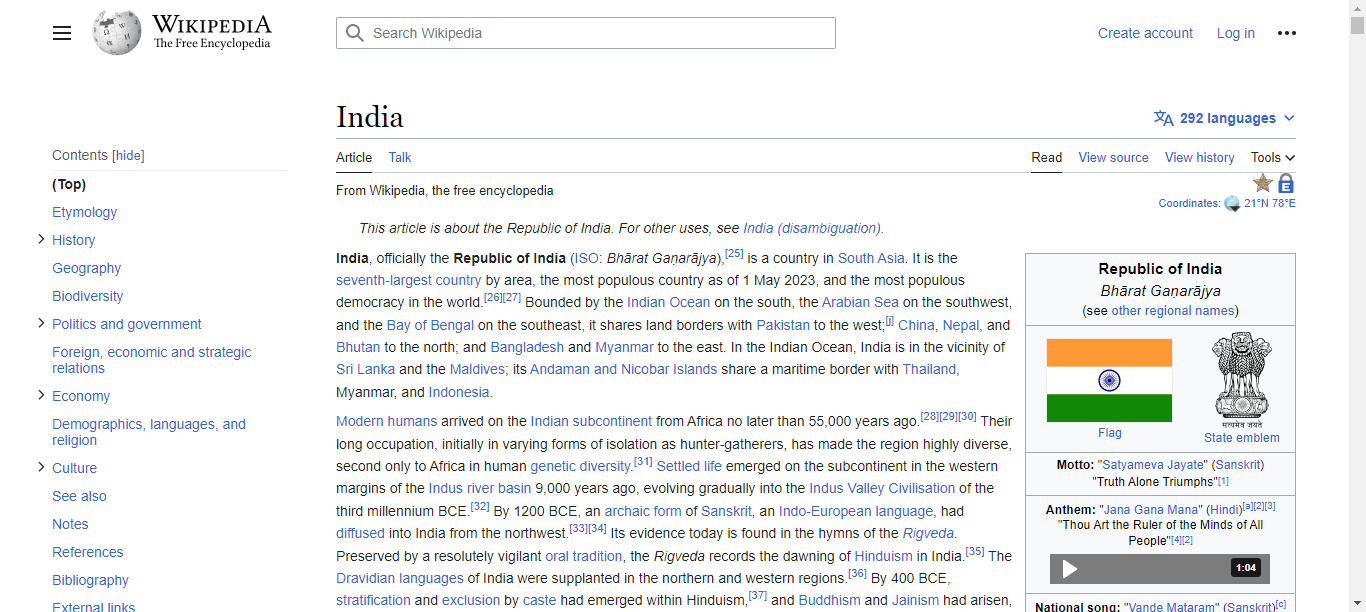 WIKIPEDIA
The Free Encyclopedia
Search Wikipedia
Create account
Log in
India
292 languages
Article
Talk
Read
View source
View history
Tools
From Wikipedia, the free encyclopedia
Coordinates: 21°N 78°E
Contents [hide]
(Top)
Etymology
History
Geography
Biodiversity
Politics and government
Foreign, economic and strategic
relations
Economy
Demographics, languages, and
religion
Culture
See also
Notes
References
Bibliography
External links
This article is about the Republic of India. For other uses, see India (disambiguation).
India, officially the Republic of India (ISO: Bhārat Gaṇarājya),[25] is a country in South Asia. It is the
seventh-largest country by area, the most populous country as of 1 May 2023, and the most populous
democracy in the world.[26][27] Bounded by the Indian Ocean on the south, the Arabian Sea on the southwest,
and the Bay of Bengal on the southeast, it shares land borders with Pakistan to the west;[j] China, Nepal, and
Bhutan to the north; and Bangladesh and Myanmar to the east. In the Indian Ocean, India is in the vicinity of
Sri Lanka and the Maldives; its Andaman and Nicobar Islands share a maritime border with Thailand,
Myanmar, and Indonesia.
Modern humans arrived on the Indian subcontinent from Africa no later than 55,000 years ago.[28][29][30] Their
long occupation, initially in varying forms of isolation as hunter-gatherers, has made the region highly diverse,
second only to Africa in human genetic diversity.[31] Settled life emerged on the subcontinent in the western
margins of the Indus river basin 9,000 years ago, evolving gradually into the Indus Valley Civilisation of the
third millennium BCE.[32] By 1200 BCE, an archaic form of Sanskrit, an Indo-European language, had
diffused into India from the northwest.[33][34] Its evidence today is found in the hymns of the Rigveda.
Preserved by a resolutely vigilant oral tradition, the Rigveda records the dawning of Hinduism in India.[35] The
Dravidian languages of India were supplanted in the northern and western regions.[36] By 400 BCE,
stratification and exclusion by caste had emerged within Hinduism,[37] and Buddhism and Jainism had arisen,
Republic of India
Bhārat Gaṇarājya
(see other regional names)
सत्यमेव जयते
Flag
State emblem
Motto: "Satyameva Jayate" (Sanskrit)
"Truth Alone Triumphs"[1]
Anthem: "Jana Gana Mana" (Hindi)[a][2][3]
"Thou Art the Ruler of the Minds of All
People"[4][2]
1:04
National song: "Vande Mataram" (Sanskrit)[c]